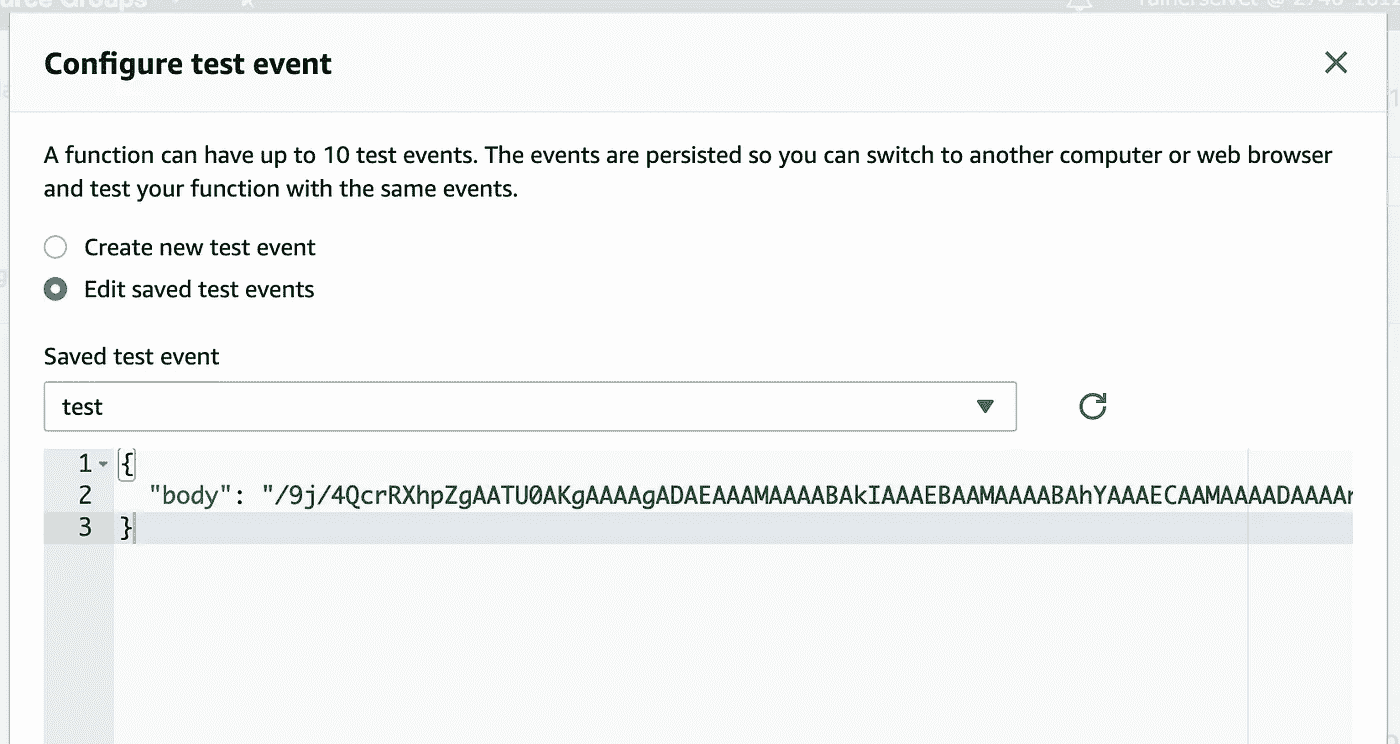 Configure test event
A function can have up to 10 test events. The events are persisted so you can switch to another computer or web browser
and test your function with the same events.
Create new test event
Edit saved test events
Saved test event
test
1 {
2 "body": "/9j/4QcrRXhpZgAATU0AKgAAAAgADAEAAAMAAAABAkIAAAEBAAMAAAABAhYAAAECAAMAAAADAAAA
3 }